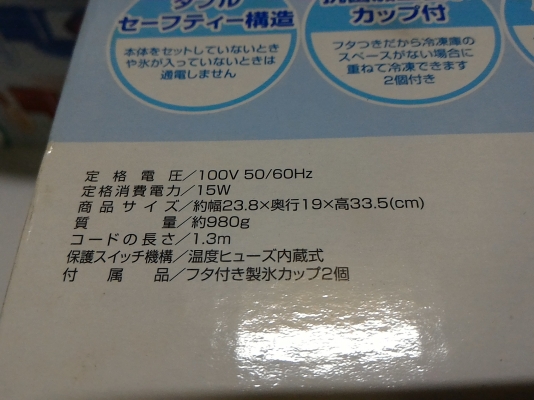 ダブル
セーフティー構造
本体をセットしていないとき
や氷が入っていないときは
通電しません
カップ付
フタつきだから冷凍庫の
スペースがない場合に
重ねて冷凍できます
2個付き
定格電圧/100V 50/60Hz
定格消費電力/15W
商品サイズ/約幅23.8×奥行19×高33.5(cm)
質量/約980g
コードの長さ/1.3m
保護スイッチ機構/温度ヒューズ内蔵式
付属品/フタ付き製氷カップ2個